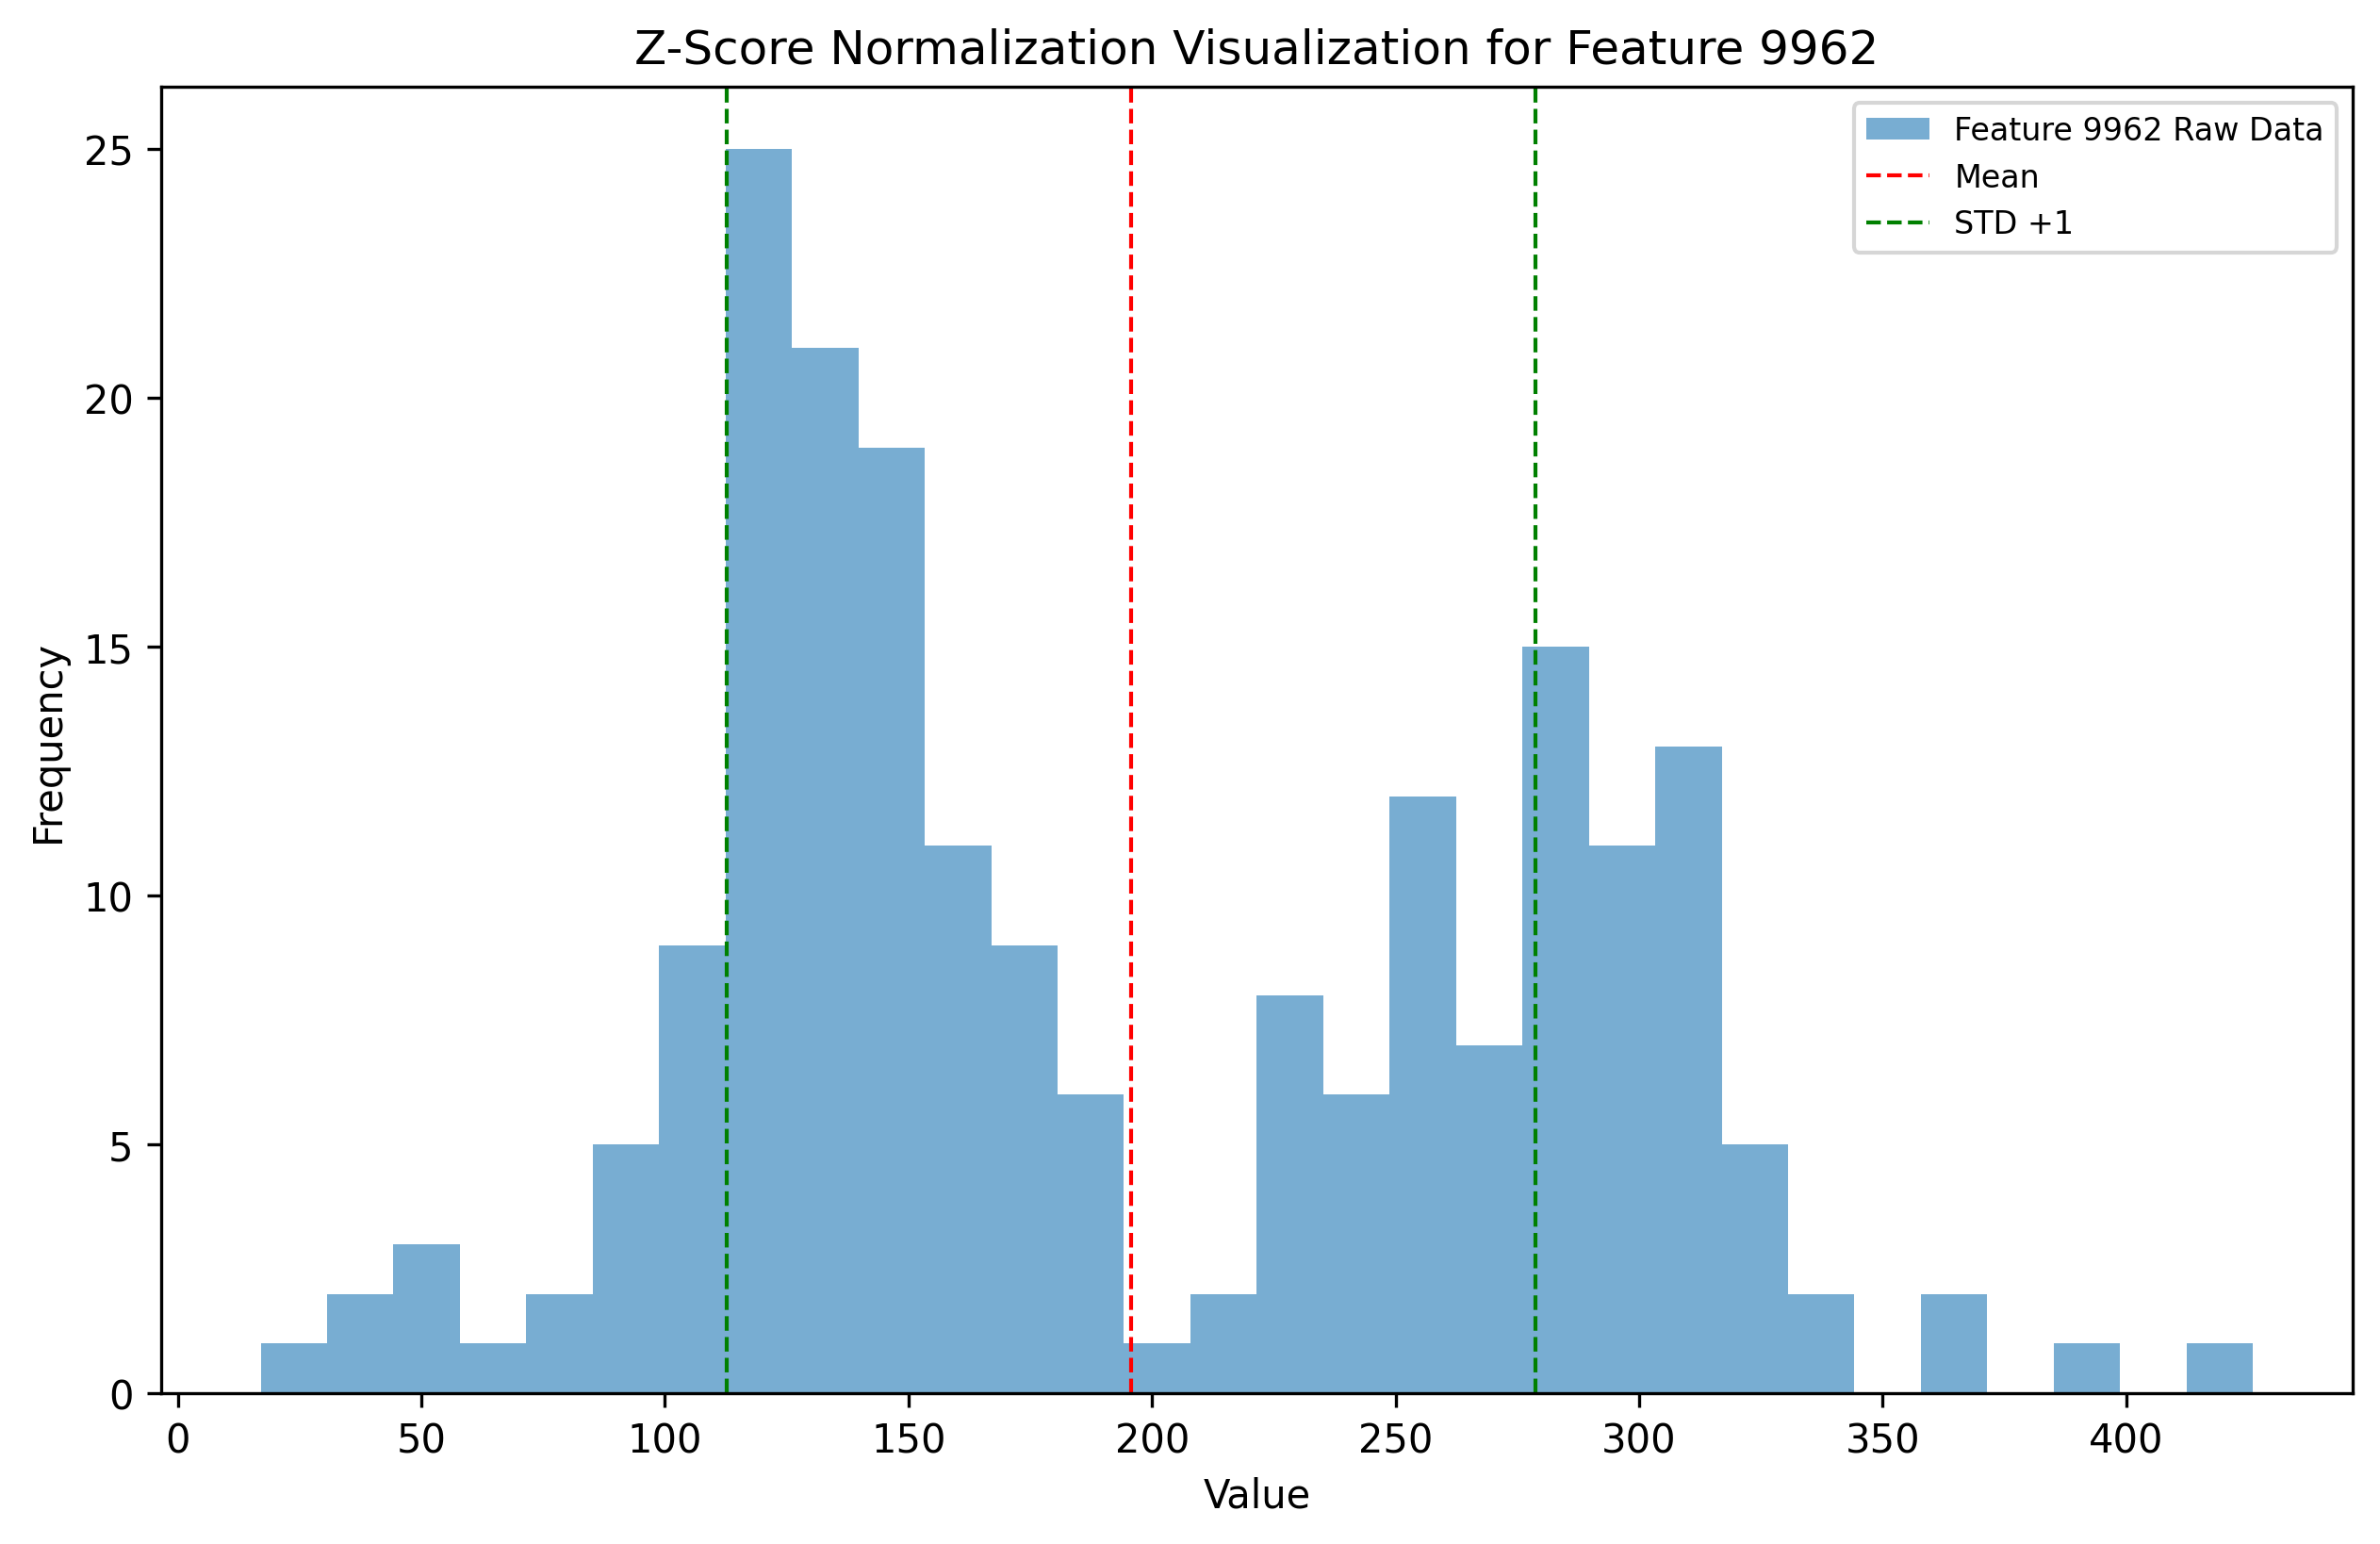 Z-Score Normalization Visualization for Feature 9962
Feature 9962 Raw Data
Mean
STD +1
Frequency
25
20
15
10
5
0
0 50 100 150 200 250 300 350 400
Value